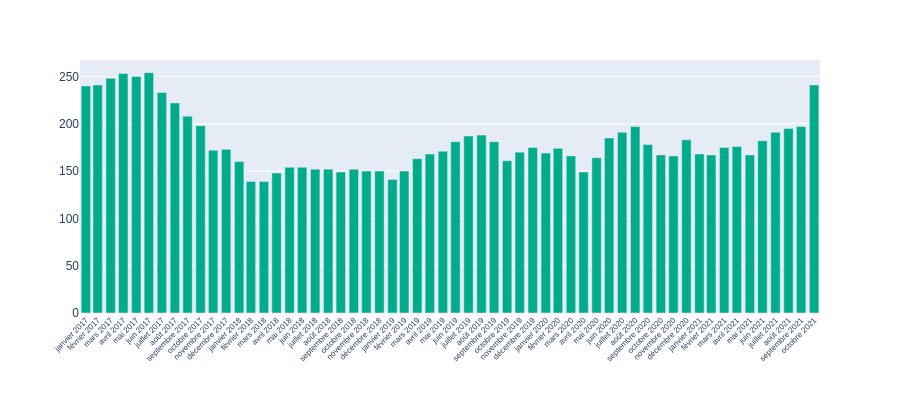 250
200
150
100
50
0
janvier 2017
février 2017
mars 2017
avril 2017
mai 2017
juin 2017
juillet 2017
août 2017
septembre 2017
octobre 2017
novembre 2017
décembre 2017
janvier 2018
février 2018
mars 2018
avril 2018
mai 2018
juin 2018
juillet 2018
août 2018
septembre 2018
octobre 2018
novembre 2018
décembre 2018
janvier 2019
février 2019
mars 2019
avril 2019
mai 2019
juin 2019
juillet 2019
août 2019
septembre 2019
octobre 2019
novembre 2019
décembre 2019
janvier 2020
février 2020
mars 2020
avril 2020
mai 2020
juin 2020
juillet 2020
août 2020
septembre 2020
octobre 2020
novembre 2020
décembre 2020
janvier 2021
février 2021
mars 2021
avril 2021
mai 2021
juin 2021
juillet 2021
août 2021
septembre 2021
octobre 2021